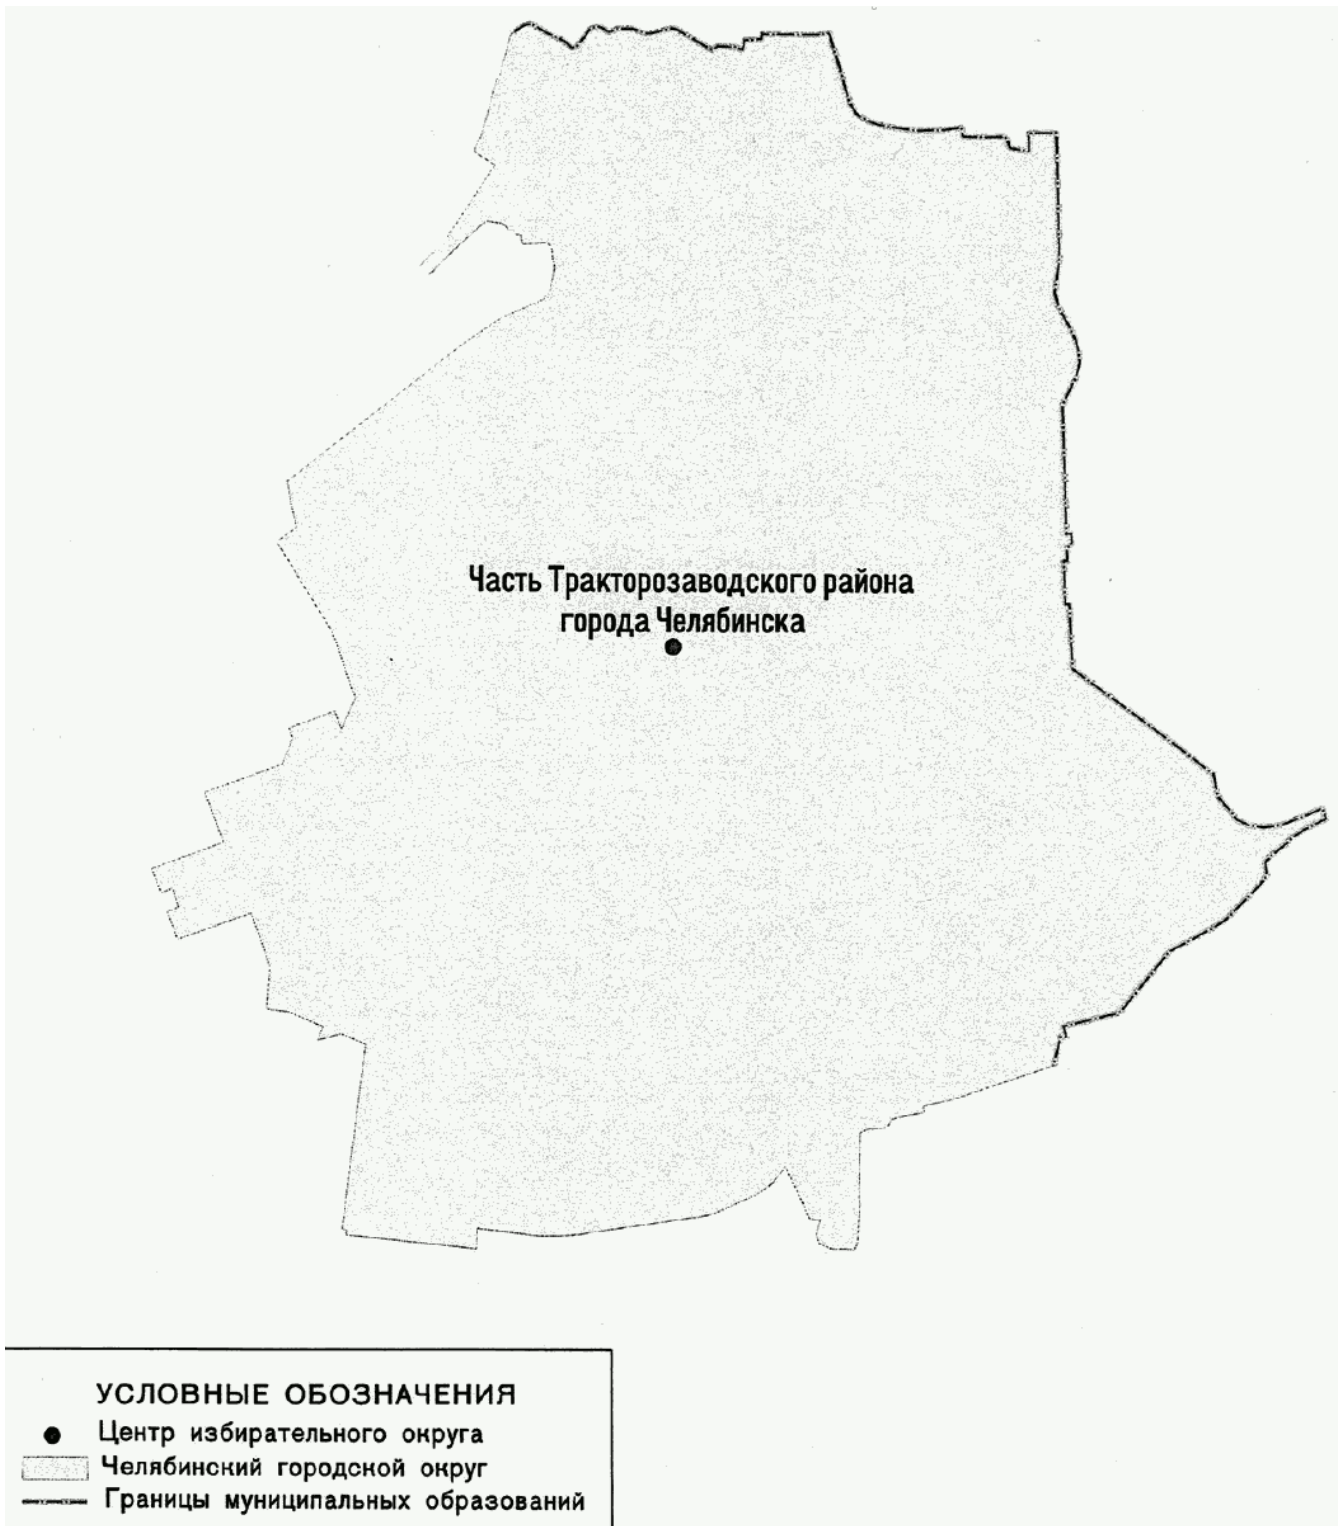 Часть Тракторозаводского района
города Челябинска
УСЛОВНЫЕ ОБОЗНАЧЕНИЯ
Центр избирательного округа
Челябинский городской округ
Границы муниципальных образований